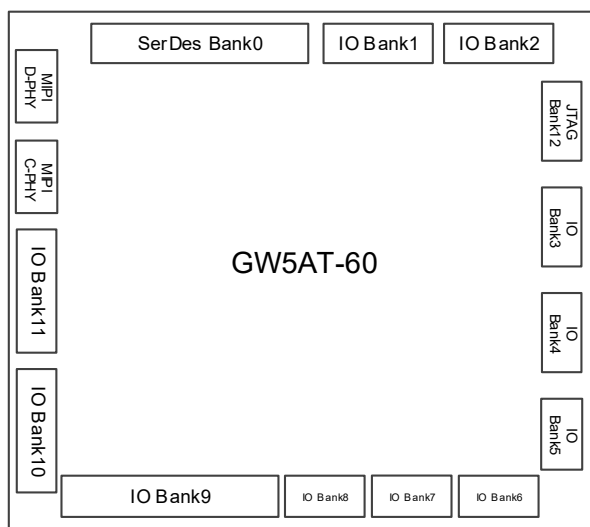 SerDes Bank0
IO Bank1
IO Bank2
MIPI
D-PHY
JTAG
Bank12
MIPI
C-PHY
IO
Bank3
IO Bank11
GW5AT-60
IO
Bank4
IO Bank10
IO
Bank5
IO Bank9
IO Bank8
IO Bank7
IO Bank6